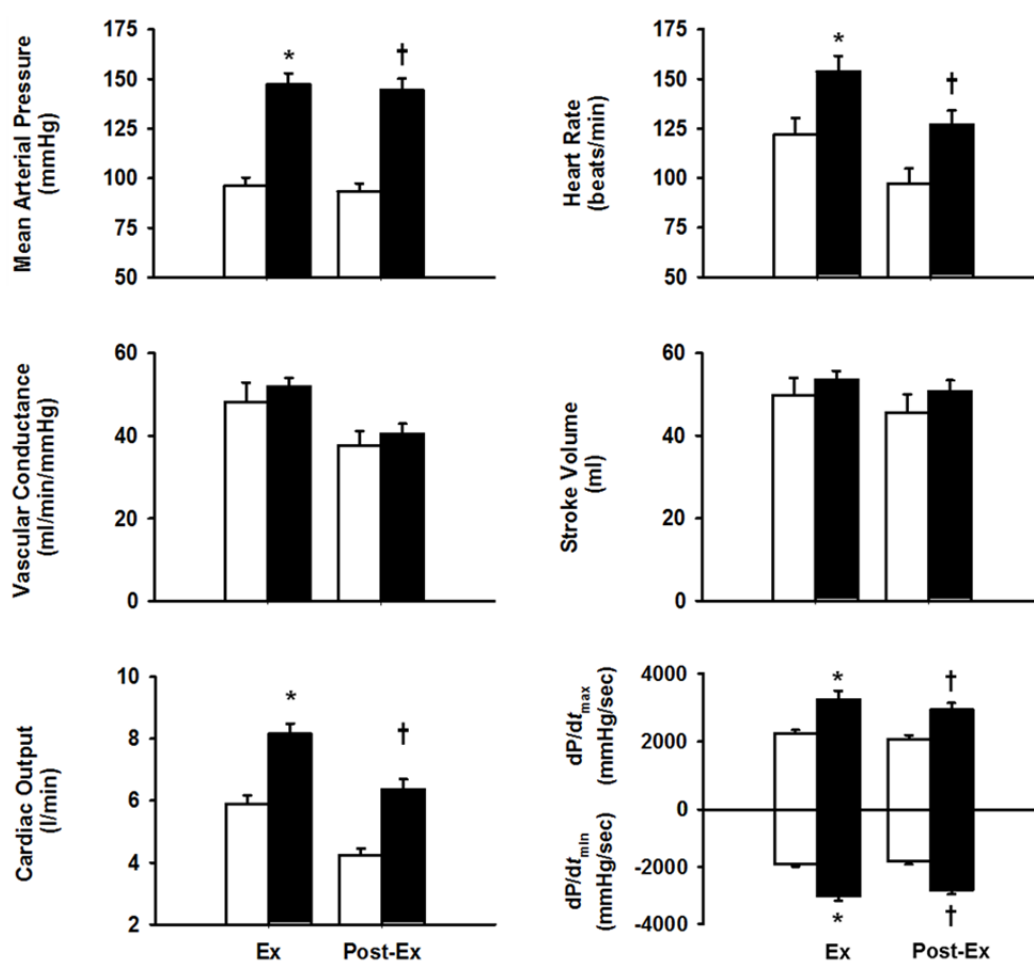 Mean Arterial Pressure
(mmHg)
175
150
125
100
75
50
*
†
Heart Rate
(beats/min)
175
150
125
100
75
50
*
†
Vascular Conductance
(ml/min/mmHg)
60
40
20
0
Stroke Volume
(ml)
60
40
20
0
Cardiac Output
(l/min)
10
8
6
4
2
*
†
Ex
Post-Ex
dP/dtmax
(mmHg/sec)
dP/dtmin
(mmHg/sec)
4000
2000
0
-2000
-4000
*
†
*
†
Ex
Post-Ex